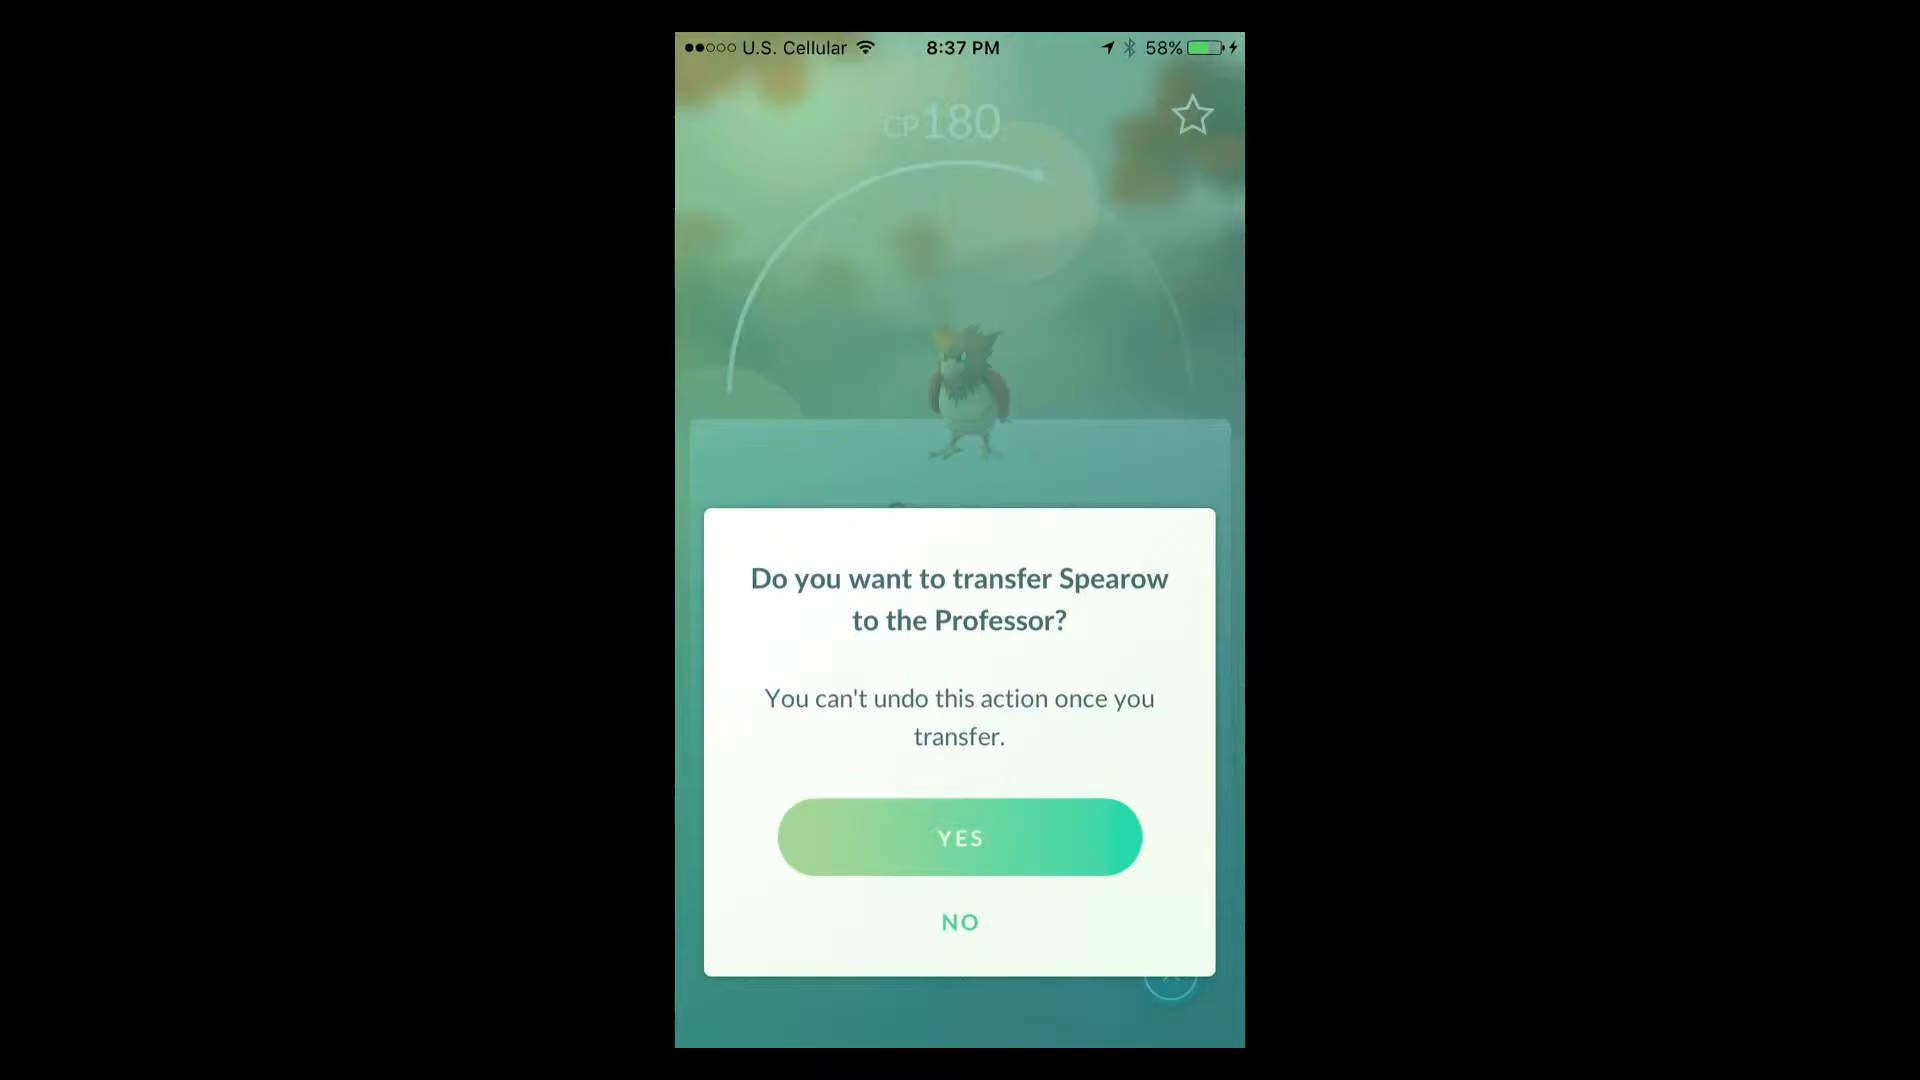 U.S. Cellular 8:37 PM 58%
CP180
Do you want to transfer Spearow
to the Professor?
You can't undo this action once you
transfer.
YES
NO